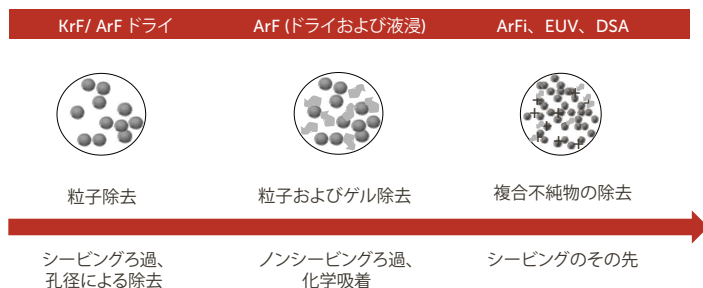 KrF/ ArF ドライ
ArF (ドライおよび液浸)
ArFi、EUV、DSA
粒子除去
粒子およびゲル除去
複合不純物の除去
シービングろ過、
孔径による除去
ノンシービングろ過、
化学吸着
シービングのその先